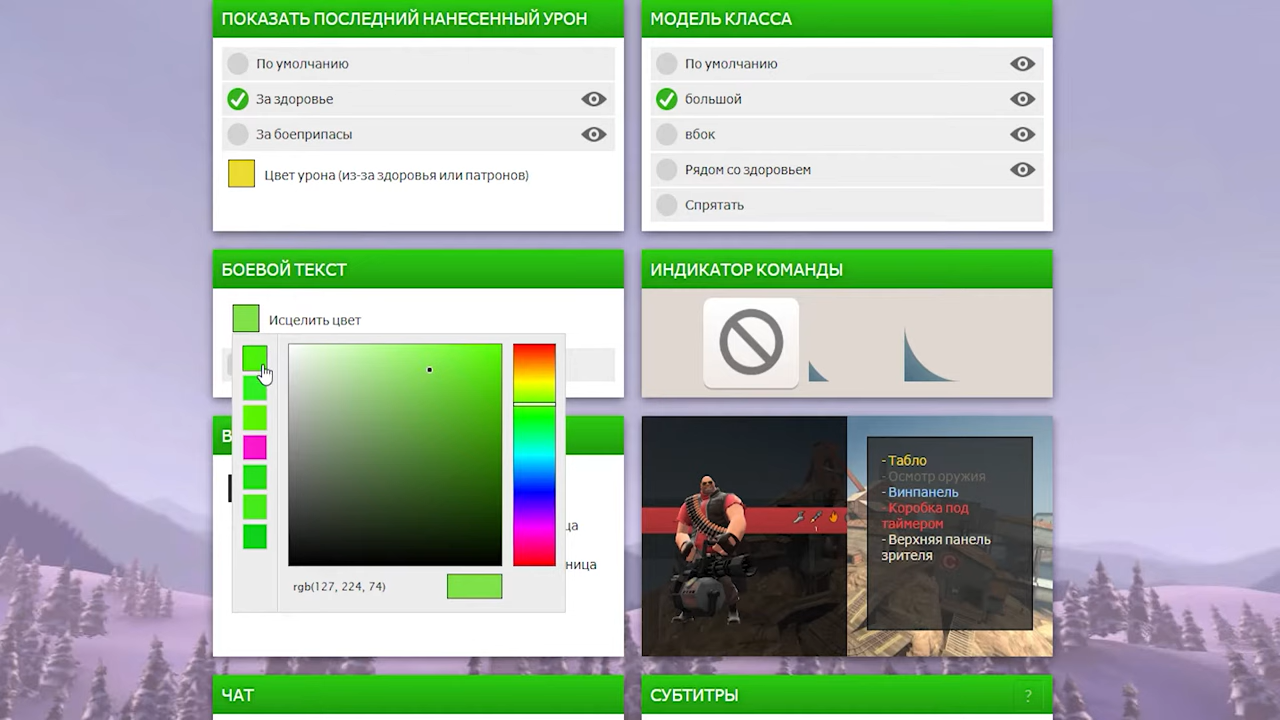 ПОКАЗАТЬ ПОСЛЕДНИЙ НАНЕСЕННЫЙ УРОН
По умолчанию
За здоровье
За боеприпасы
Цвет урона (из-за здоровья или патронов)
МОДЕЛЬ КЛАССА
По умолчанию
большой
вбок
Рядом со здоровьем
Спрятать
БОЕВОЙ ТЕКСТ
Исцелить цвет
rgb(127, 224, 74)
ИНДИКАТОР КОМАНДЫ
- Табло
- Осмотр оружия
- Винпанель
- Коробка под
таймером
- Верхняя панель
зрителя
ЧАТ
СУБТИТРЫ
?